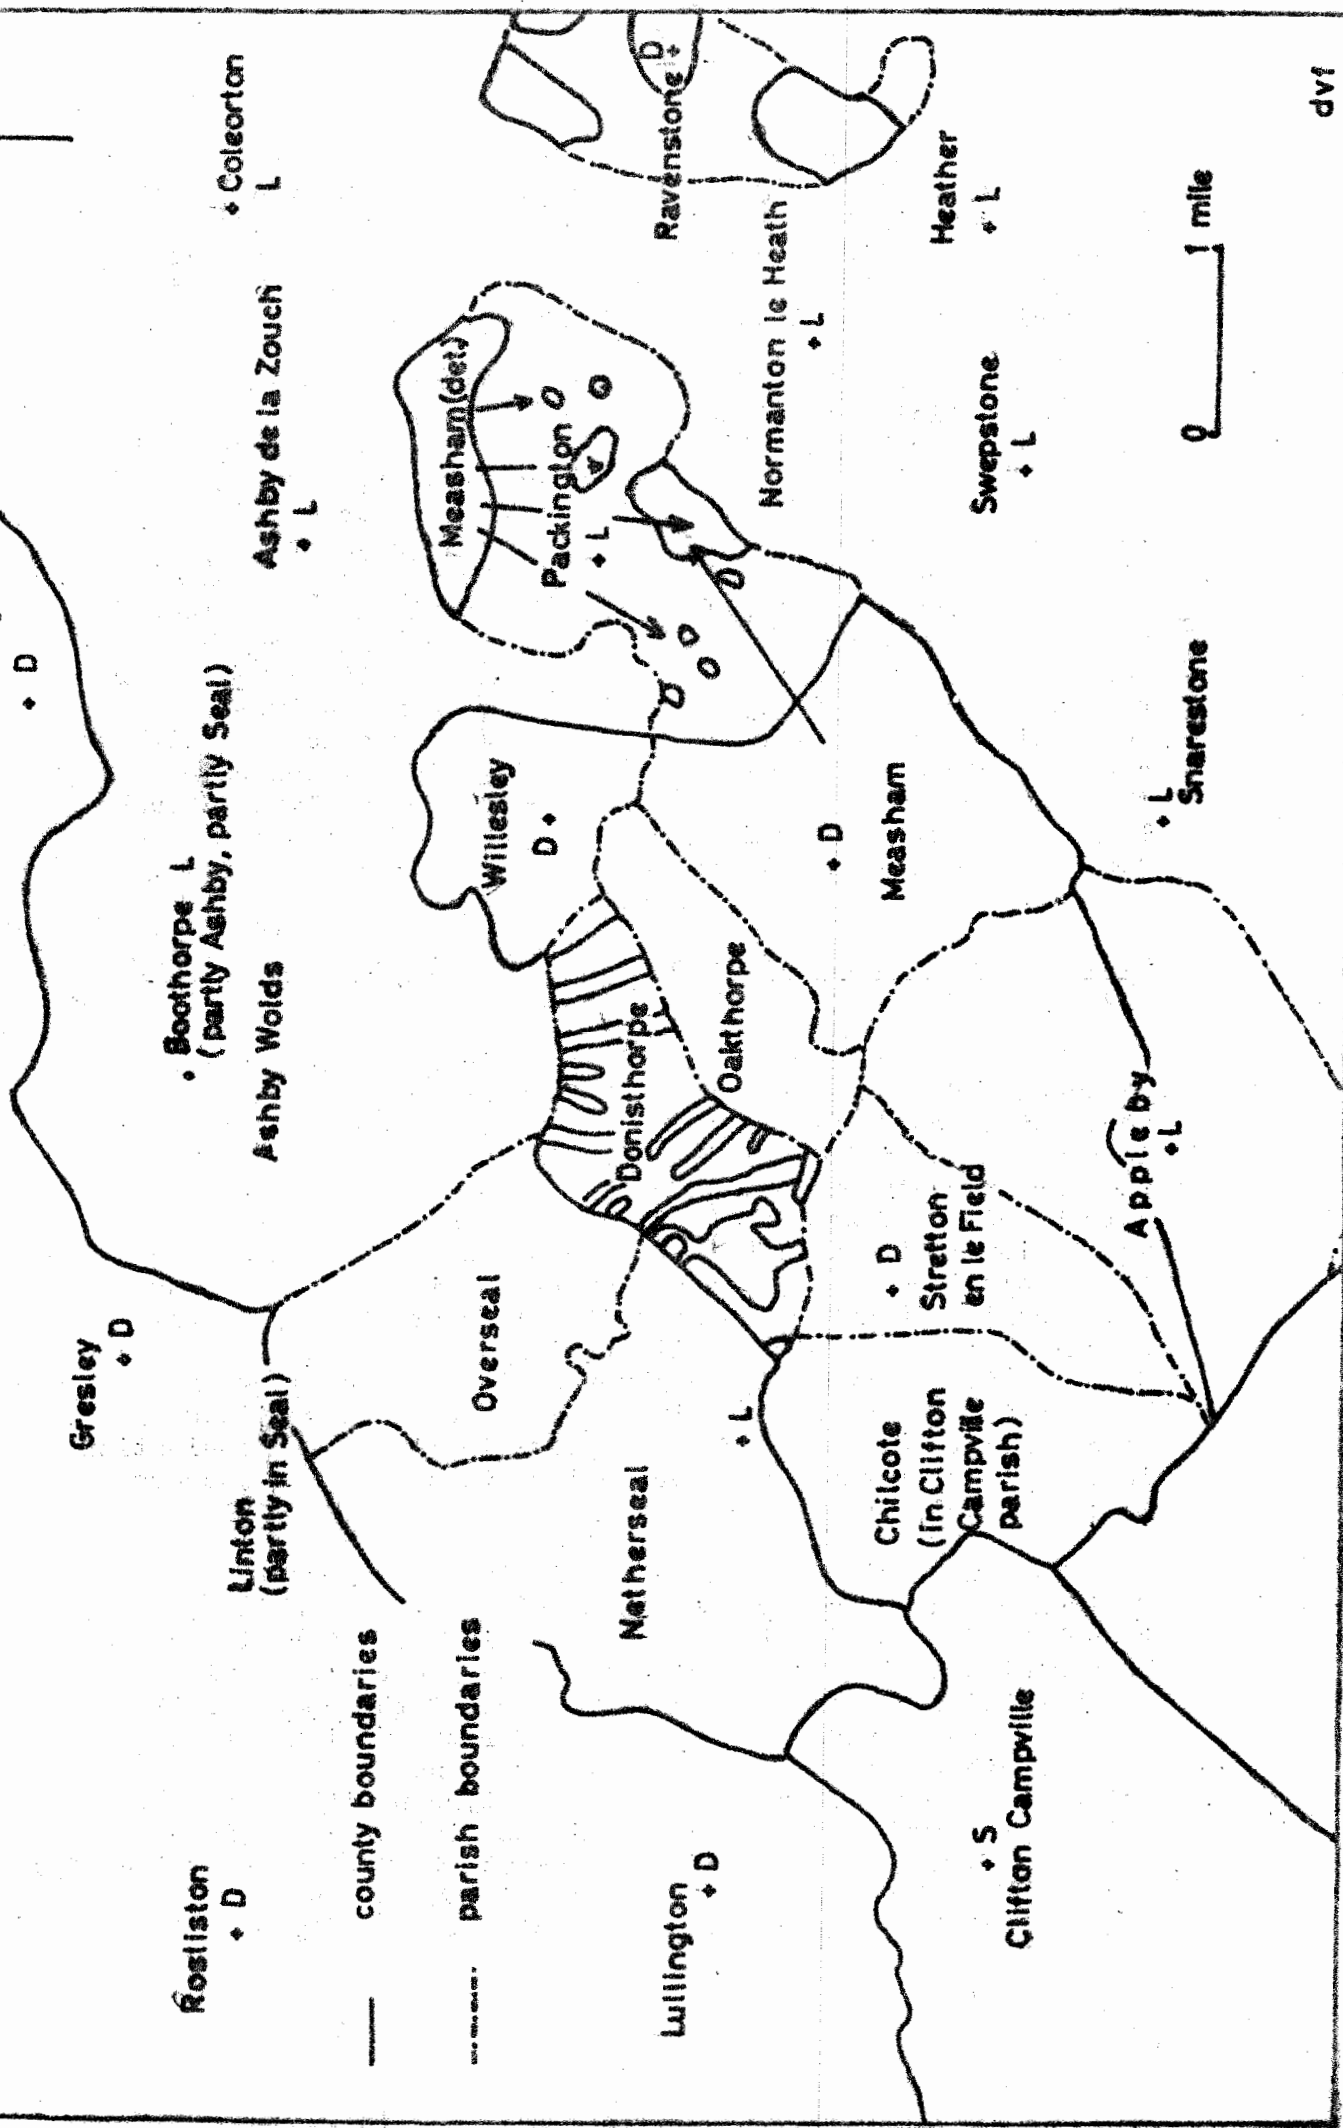 Rosliston
+ D
Linton
(partly in Seal)
Gresley
+ D
+ D
Boothorpe L
(partly Ashby, partly Seal)
Ashby Wolds
Ashby de la Zouch
+ L
+ Coleorton
L
county boundaries
parish boundaries
Overseal
Willesley
D +
Measham (det.)
Packington
+ L
Ravenstone +
D
Lullington
+ D
Netherseal
+ L
Donisthorpe
Oakthorpe
+ D
Measham
Normanton le Heath
+ L
Heather
+ L
Chilcote
(in Clifton
Campville
parish)
+ D
Stretton
en le Field
Swepstone
+ L
+ S
Clifton Campville
Appleby
+ L
+ L
Snarestone
0 1 mile
dvf